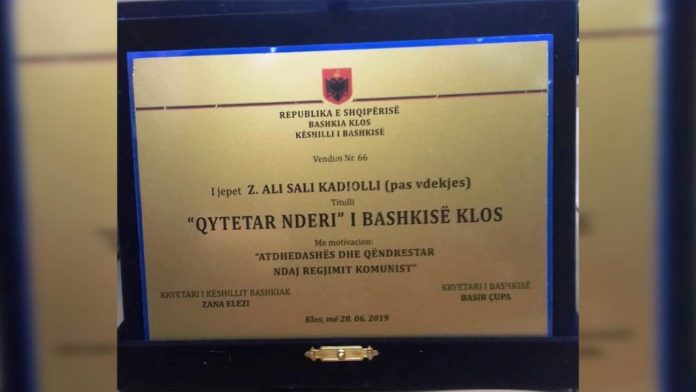 REPUBLIKA E SHQIPËRISË
BASHKIA KLOS
KËSHILLI I BASHKISË
Vendim Nr. 66
I jepet Z. ALI SALI KADIOLLI (pas vdekjes)
Titulli
“QYTETAR NDERI” I BASHKISË KLOS
Me motivacion:
“ATDHEDASHËS DHE QËNDRESTAR
NDAJ REGJIMIT KOMUNIST”
KRYETARI I KËSHILLIT BASHKIAK
ZANA ELEZI
KRYETARI I BASHKISË
BASIR ÇUPA
Klos, më 28. 06. 2019